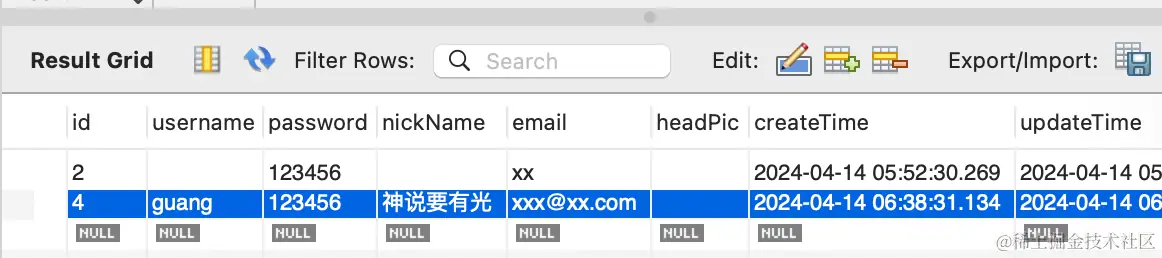 Result Grid Filter Rows: Search Edit: Export/Import:
id username password nickName email headPic createTime updateTime
2 123456 xx 2024-04-14 05:52:30.269 2024-04-14 05
4 guang 123456 神说要有光 xxx@xx.com 2024-04-14 06:38:31.134 2024-04-14 06
NULL NULL NULL NULL NULL NULL NULL NULL
@稀土掘金技术社区